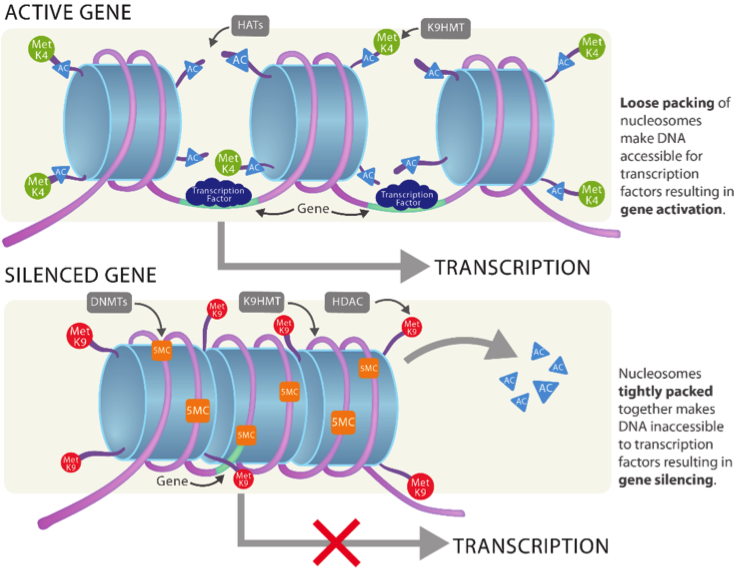 ACTIVE GENE
HATs
K9HMT
Met
K4
AC
AC
AC
Met
K4
AC
AC
Met
K4
AC
Loose packing of
nucleosomes
make DNA
accessible for
transcription
factors resulting in
gene activation.
Met
K4
AC
AC
Met
K4
AC
AC
AC
AC
Met
K4
Transcription
Factor
Gene
Transcription
Factor
TRANSCRIPTION
SILENCED GENE
DNMTs
K9HMT
HDAC
Met
K9
Met
K9
Met
K9
Met
K9
5MC
5MC
5MC
5MC
5MC
5MC
AC
AC
AC
AC
AC
Nucleosomes
tightly packed
together makes
DNA inaccessible
to transcription
factors resulting in
gene silencing.
Met
K9
Gene
Met
K9
Met
K9
TRANSCRIPTION